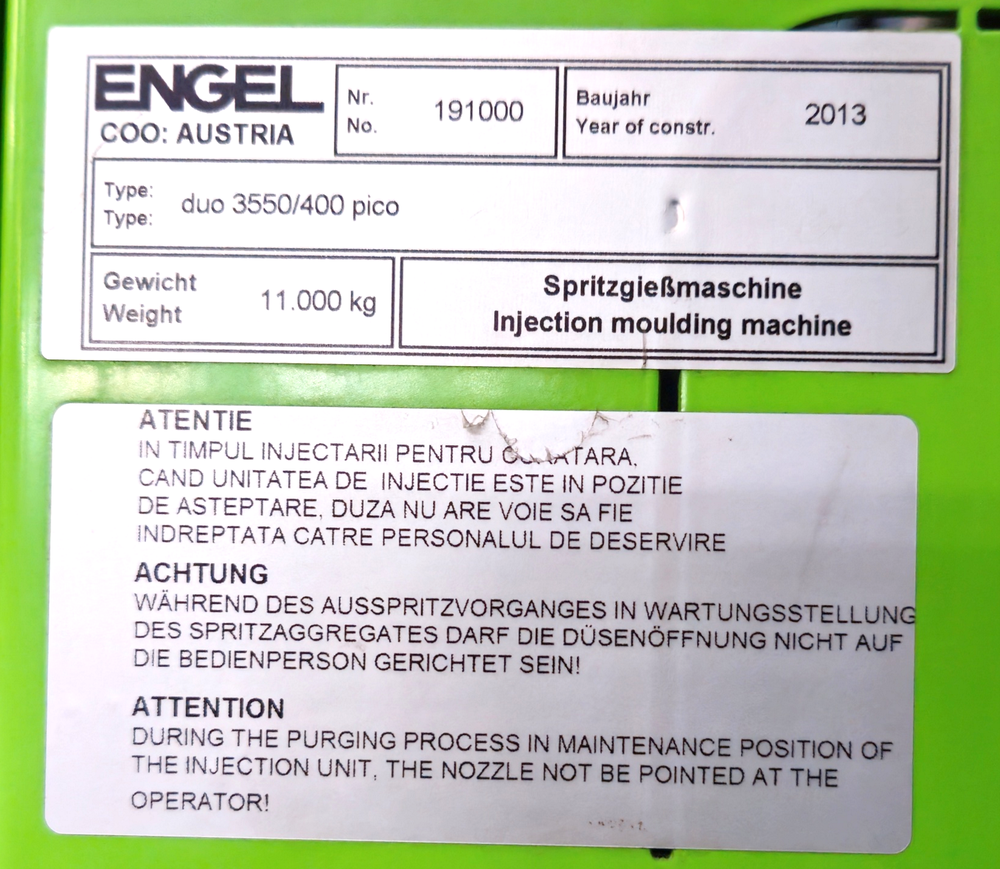 ENGEL
COO: AUSTRIA
Nr.
No.
191000
Baujahr
Year of constr.
2013
Type:
Type:
duo 3550/400 pico
Gewicht
Weight
11.000 kg
Spritzgießmaschine
Injection moulding machine
ATENTIE
IN TIMPUL INJECTARII PENTRU
CAND UNITATEA DE INJECTIE ESTE IN POZITIE
DE ASTEPTARE, DUZA NU ARE VOIE SA FIE
INDREPTATA CATRE PERSONALUL DE DESERVIRE
ACHTUNG
WÄHREND DES AUSSPRITZVORGANGES IN WARTUNGSSTELLUNG
DES SPRITZAGGREGATES DARF DIE DÜSENÖFFNUNG NICHT AUF
DIE BEDIENPERSON GERICHTET SEIN!
ATTENTION
DURING THE PURGING PROCESS IN MAINTENANCE POSITION OF
THE INJECTION UNIT, THE NOZZLE NOT BE POINTED AT THE
OPERATOR!